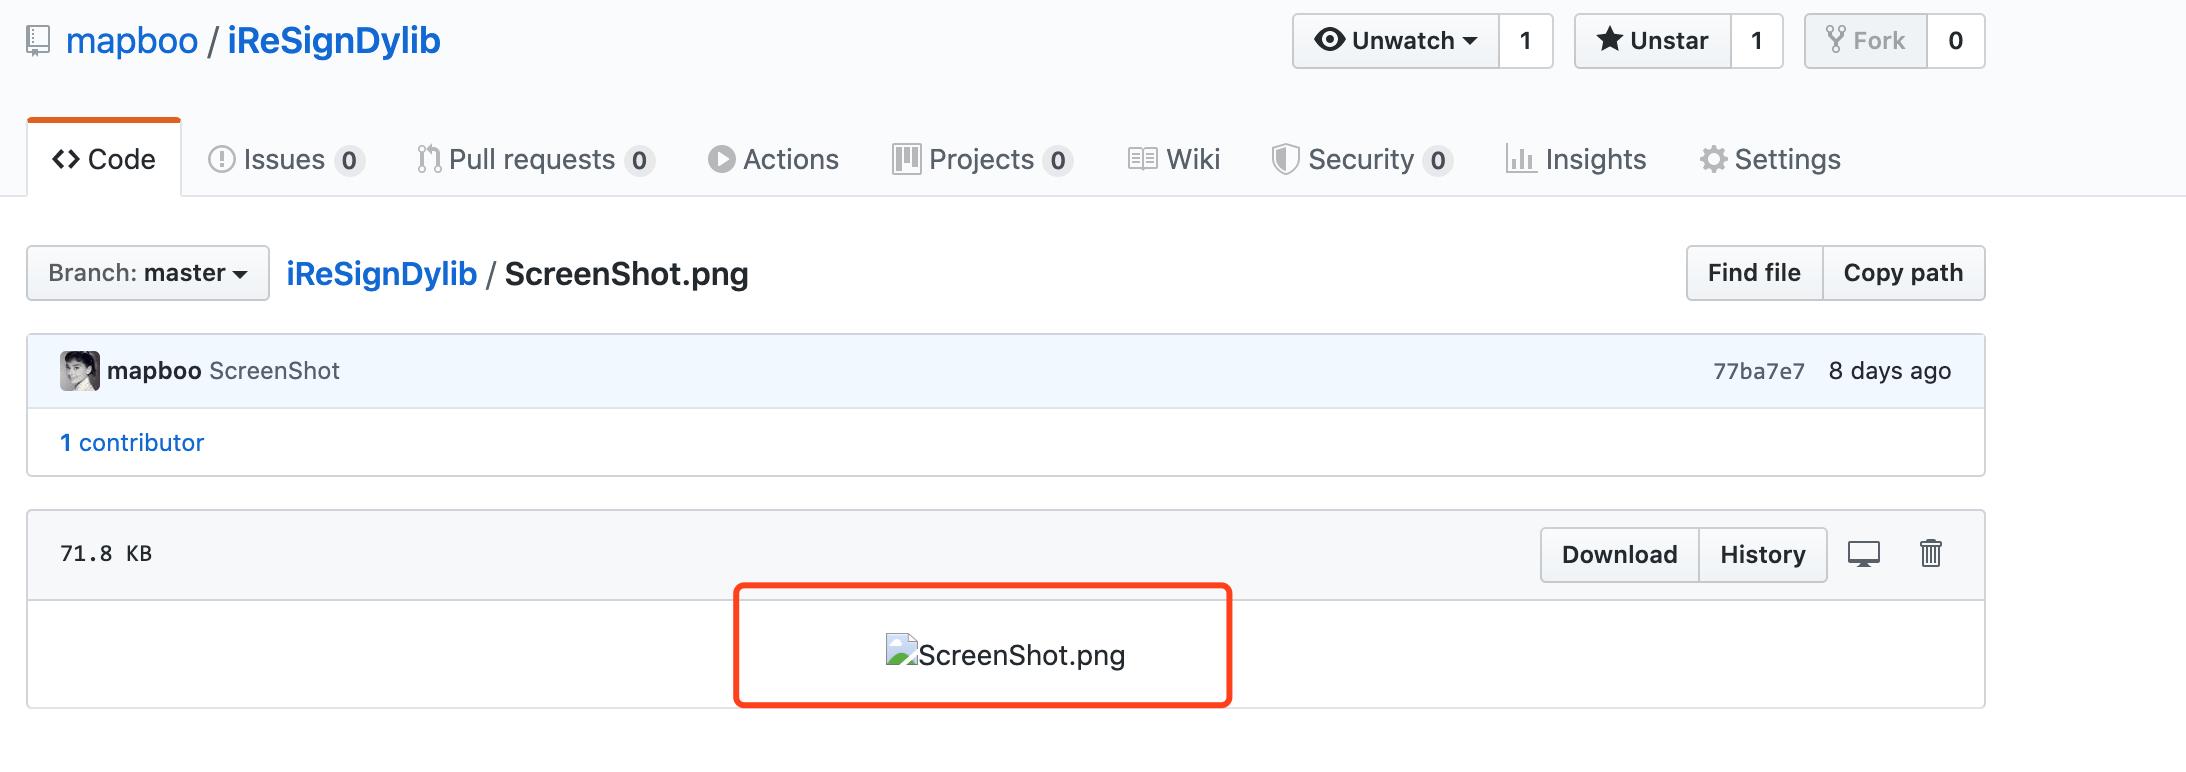 mapboo / iReSignDylib Unwatch 1 Unstar 1 Fork 0
Code Issues 0 Pull requests 0 Actions Projects 0 Wiki Security 0 Insights Settings
Branch: master iReSignDylib / ScreenShot.png Find file Copy path
mapboo ScreenShot 77ba7e7 8 days ago
1 contributor
71.8 KB Download History
ScreenShot.png